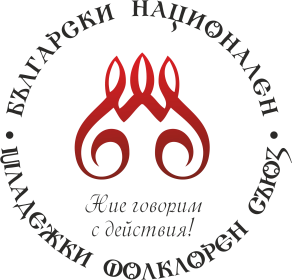 БЪЛГАРСКИ НАЦИОНАЛЕН
МЛАДЕЖКИ ФОЛКЛОРЕН СЪЮЗ
Ние говорим
с действия!